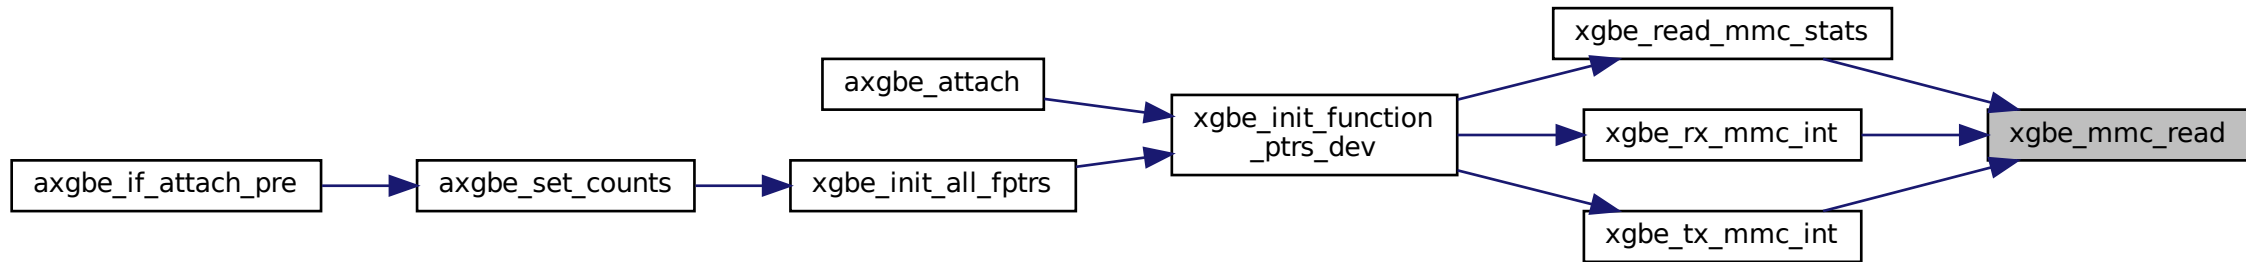 xgbe_read_mmc_stats
axgbe_attach
xgbe_init_function
_ptrs_dev
xgbe_rx_mmc_int
xgbe_mmc_read
axgbe_if_attach_pre
axgbe_set_counts
xgbe_init_all_fptrs
xgbe_tx_mmc_int